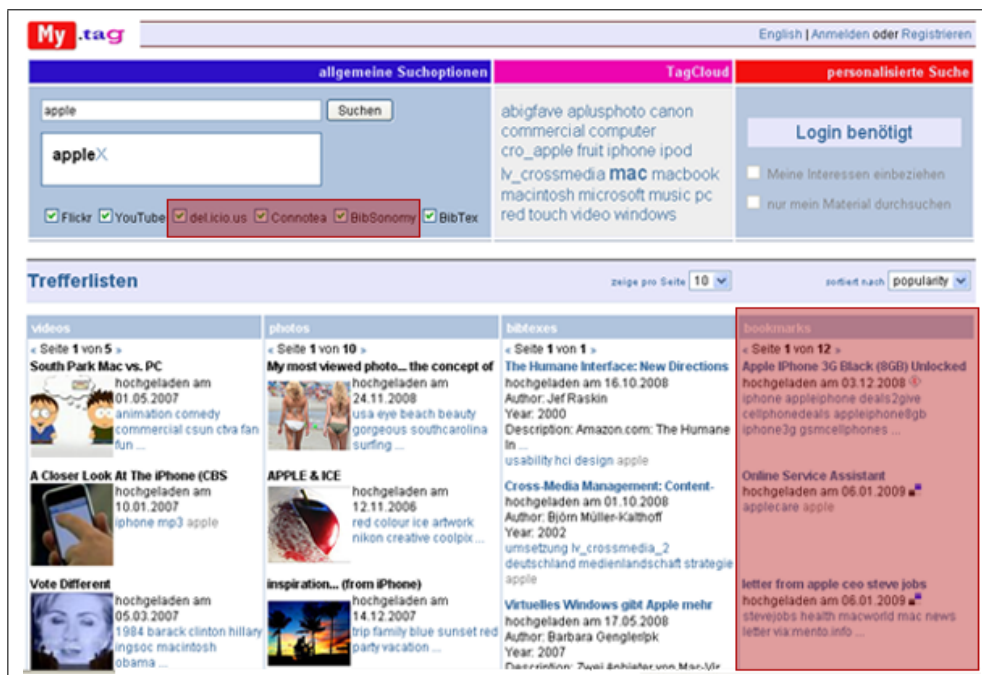 My .tag
English | Anmelden oder Registrieren
allgemeine Suchoptionen
apple
Suchen
appleX
Flickr YouTube del.icio.us Connotea BibSonomy BibTex
TagCloud
abigfave aplusphoto canon
commercial computer
cro_apple fruit iphone ipod
lv_crossmedia mac macbook
macintosh microsoft music pc
red touch video windows
personalisierte Suche
Login benötigt
Meine Interessen einbeziehen
nur mein Material durchsuchen
Trefferlisten
zeige pro Seite 10
sortiert nach popularity
videos
« Seite 1 von 5 »
South Park Mac vs. PC
hochgeladen am
01.05.2007
animation comedy
commercial csun ctva fan
fun ...
A Closer Look At The iPhone (CBS
hochgeladen am
10.01.2007
iphone mp3 apple
Vote Different
hochgeladen am
05.03.2007
1984 barack clinton hillary
ingsoc macintosh
obama ...
photos
« Seite 1 von 10 »
My most viewed photo... the concept of
hochgeladen am
24.11.2008
usa eye beach beauty
gorgeous southcarolina
surfing ...
APPLE & ICE
hochgeladen am
12.11.2006
red colour ice artwork
nikon creative coolpix ...
inspiration... (from iPhone)
hochgeladen am
14.12.2007
trip family blue sunset red
party vacation ...
bibtexes
« Seite 1 von 1 »
The Humane Interface: New Directions
hochgeladen am 16.10.2008
Author: Jef Raskin
Year: 2000
Description: Amazon.com: The Humane
In ...
usability hci design apple
Cross-Media Management: Content-
hochgeladen am 01.10.2008
Author: Björn Müller-Kalthoff
Year: 2002
umsetzung lv_crossmedia_2
deutschland medienlandschaft strategie
apple
Virtuelles Windows gibt Apple mehr
hochgeladen am 17.05.2008
Author: Barbara Gengler/pk
Year: 2007
Description: Zwei Anbieter von Mac-Vir
bookmarks
« Seite 1 von 12 »
Apple IPhone 3G Black (8GB) Unlocked
hochgeladen am 03.12.2008
iphone appleiphone deals2give
cellphonedeals appleiphone8gb
iphone3g gsmcellphones ...
Online Service Assistant
hochgeladen am 06.01.2009
applecare apple
letter from apple ceo steve jobs
hochgeladen am 06.01.2009
stevejobs health macworld mac news
letter via:mento.info ...